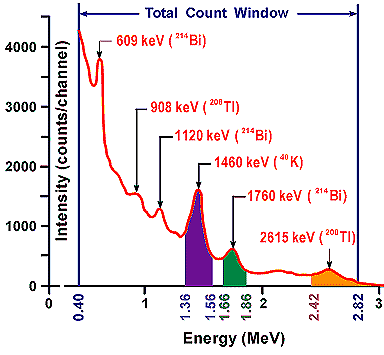 Total Count Window
609 keV (²¹⁴Bi)
908 keV (²⁰⁸Tl)
1120 keV (²¹⁴Bi)
1460 keV (⁴⁰K)
1760 keV (²¹⁴Bi)
2615 keV (²⁰⁸Tl)
Intensity (counts/channel)
4000
3000
2000
1000
0
0 1 2 3
0.40
1.36
1.56
1.66
1.86
2.42
2.82
Energy (MeV)